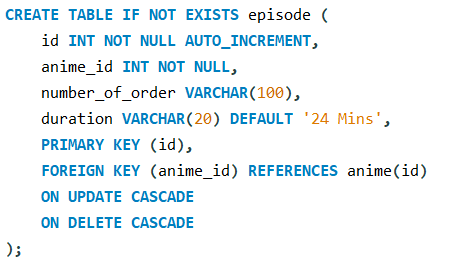 CREATE TABLE IF NOT EXISTS episode (
    id INT NOT NULL AUTO_INCREMENT,
    anime_id INT NOT NULL,
    number_of_order VARCHAR(100),
    duration VARCHAR(20) DEFAULT '24 Mins',
    PRIMARY KEY (id),
    FOREIGN KEY (anime_id) REFERENCES anime(id)
    ON UPDATE CASCADE
    ON DELETE CASCADE
);